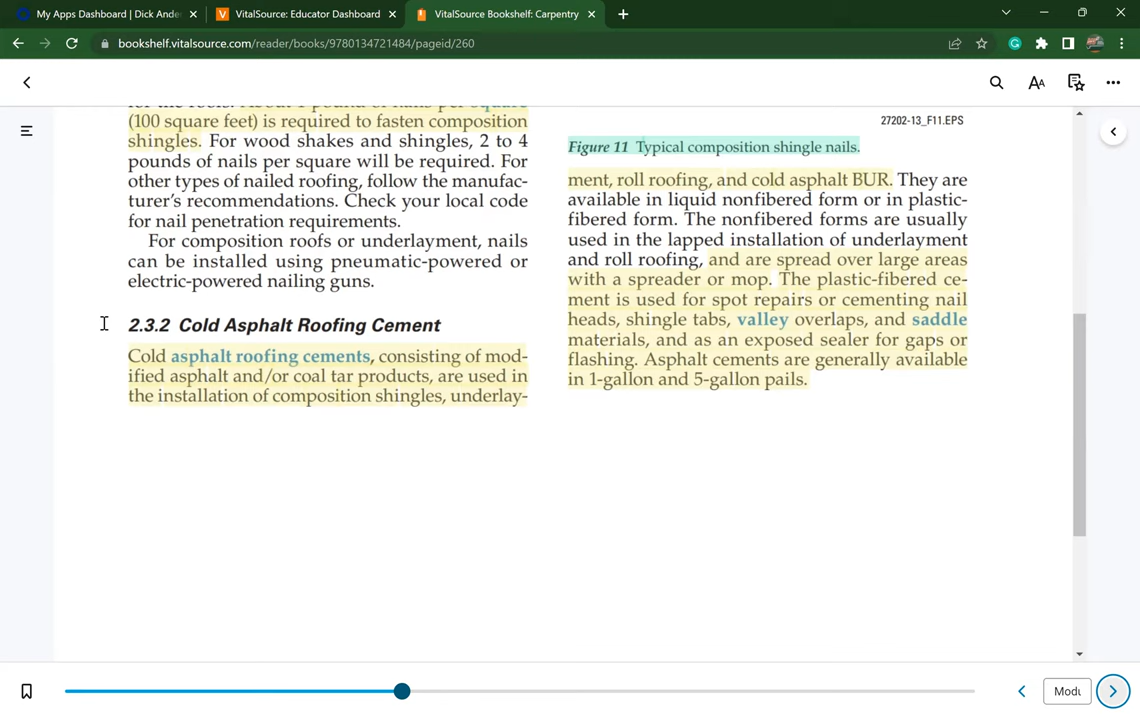 My Apps Dashboard | Dick Ande
VitalSource: Educator Dashboard
VitalSource Bookshelf: Carpentry
bookshelf.vitalsource.com/reader/books/9780134721484/pageid/260
for the roofs. About 1 pound of nails per square
(100 square feet) is required to fasten composition
shingles. For wood shakes and shingles, 2 to 4
pounds of nails per square will be required. For
other types of nailed roofing, follow the manufac-
turer's recommendations. Check your local code
for nail penetration requirements.
For composition roofs or underlayment, nails
can be installed using pneumatic-powered or
electric-powered nailing guns.
2.3.2 Cold Asphalt Roofing Cement
Cold asphalt roofing cements, consisting of mod-
ified asphalt and/or coal tar products, are used in
the installation of composition shingles, underlay-
27202-13_F11.EPS
Figure 11 Typical composition shingle nails.
ment, roll roofing, and cold asphalt BUR. They are
available in liquid nonfibered form or in plastic-
fibered form. The nonfibered forms are usually
used in the lapped installation of underlayment
and roll roofing, and are spread over large areas
with a spreader or mop. The plastic-fibered ce-
ment is used for spot repairs or cementing nail
heads, shingle tabs, valley overlaps, and saddle
materials, and as an exposed sealer for gaps or
flashing. Asphalt cements are generally available
in 1-gallon and 5-gallon pails.
Modu